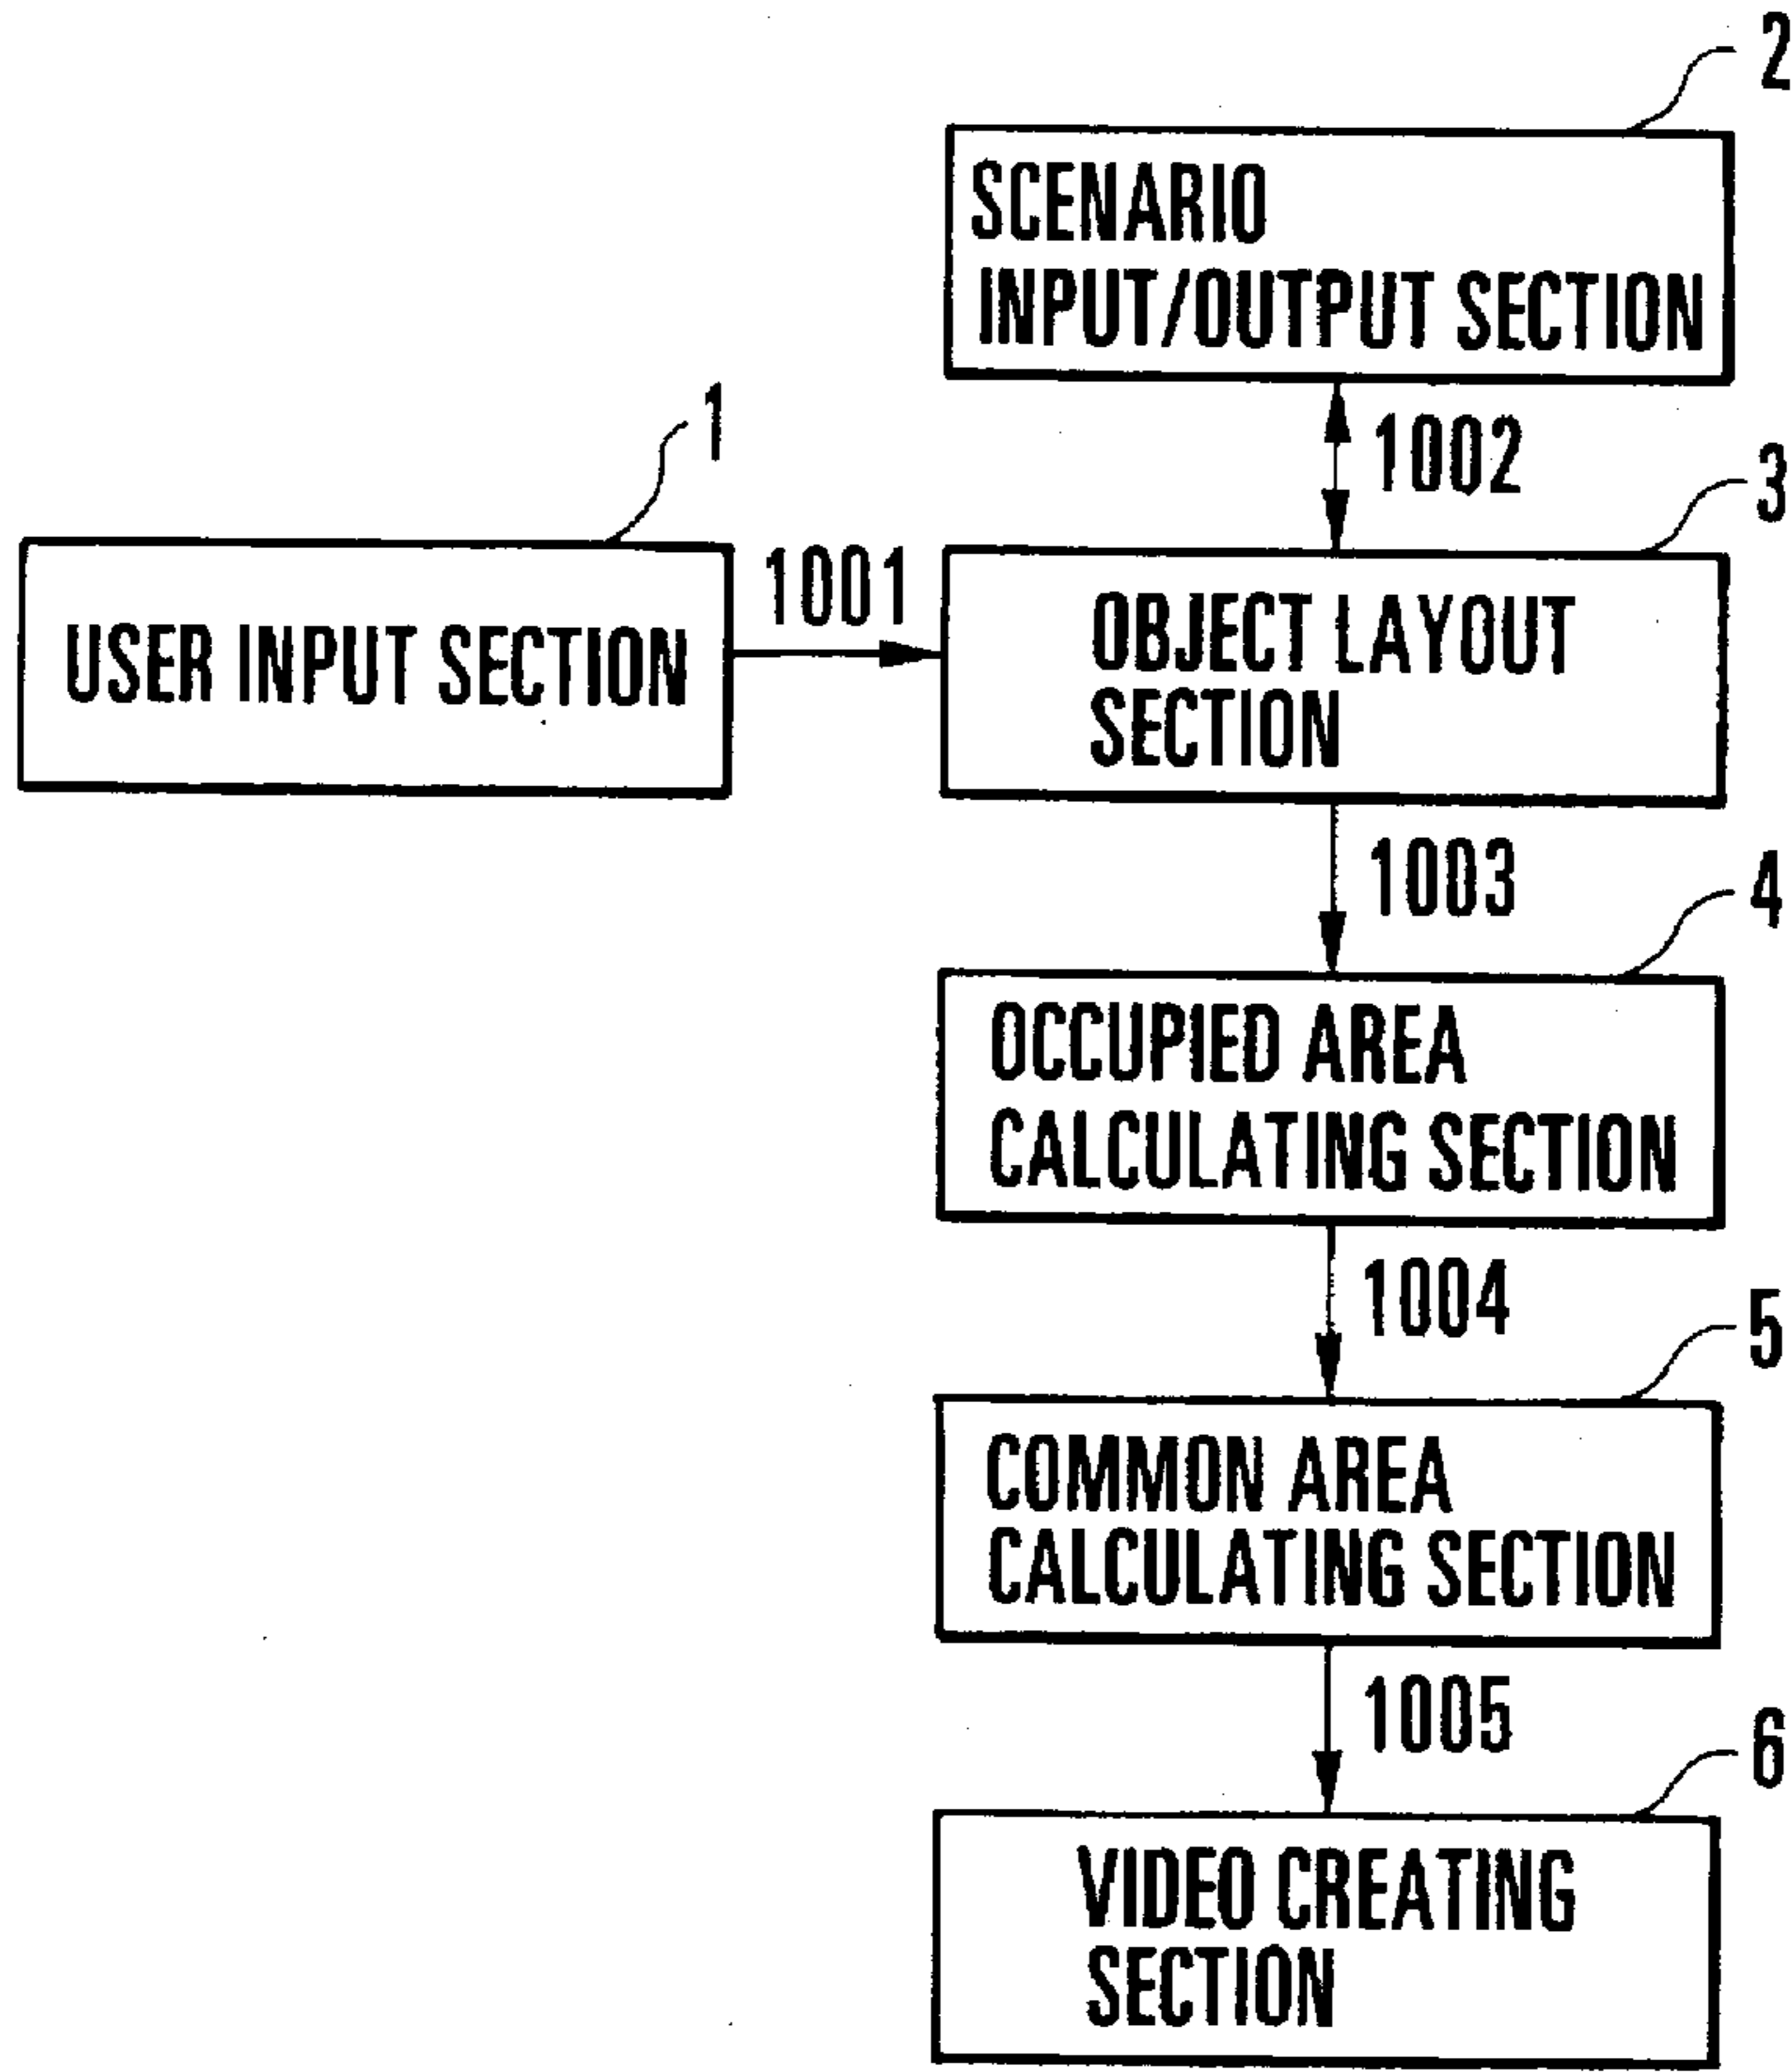 2
SCENARIO
INPUT/OUTPUT SECTION
1
1002
3
USER INPUT SECTION
1001
OBJECT LAYOUT
SECTION
1003
4
OCCUPIED AREA
CALCULATING SECTION
1004
5
COMMON AREA
CALCULATING SECTION
1005
6
VIDEO CREATING
SECTION